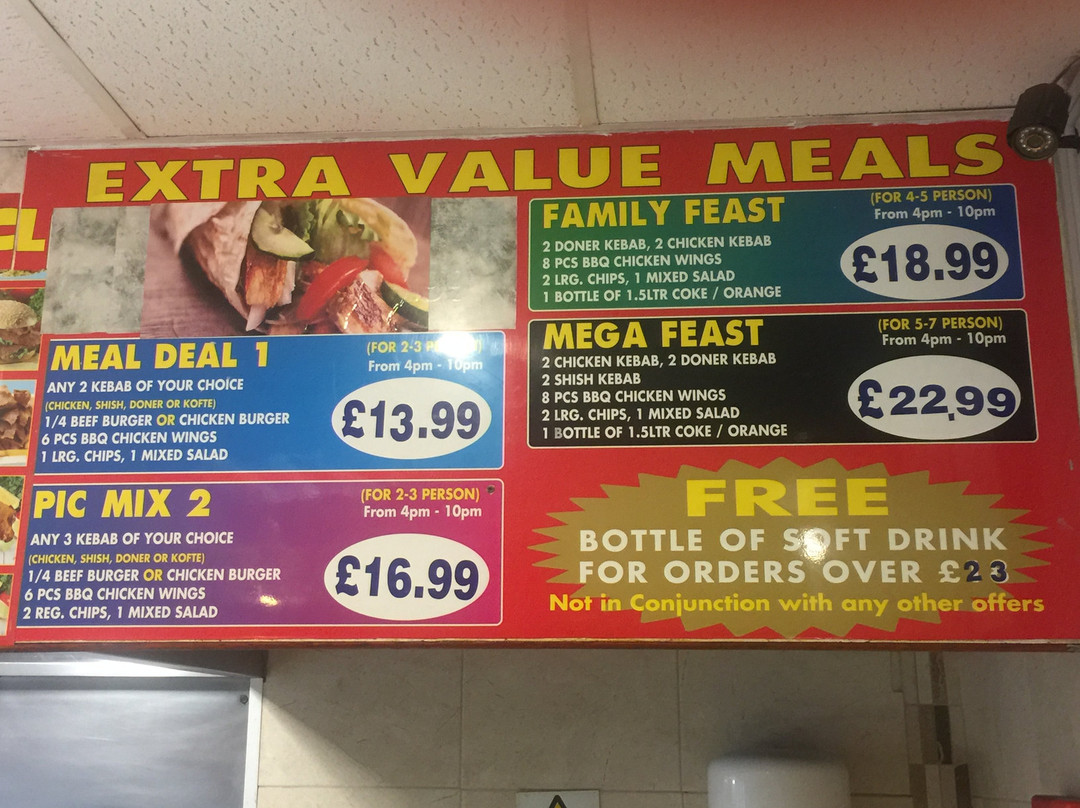 EXTRA VALUE MEALS
CL
MEAL DEAL 1
(FOR 2-3 PERSON)
From 4pm - 10pm
ANY 2 KEBAB OF YOUR CHOICE
(CHICKEN, SHISH, DONER OR KOFTE)
1/4 BEEF BURGER OR CHICKEN BURGER
6 PCS BBQ CHICKEN WINGS
1 LRG. CHIPS, 1 MIXED SALAD
£13.99
PIC MIX 2
(FOR 2-3 PERSON)
From 4pm - 10pm
ANY 3 KEBAB OF YOUR CHOICE
(CHICKEN, SHISH, DONER OR KOFTE)
1/4 BEEF BURGER OR CHICKEN BURGER
6 PCS BBQ CHICKEN WINGS
2 REG. CHIPS, 1 MIXED SALAD
£16.99
FAMILY FEAST
(FOR 4-5 PERSON)
From 4pm - 10pm
2 DONER KEBAB, 2 CHICKEN KEBAB
8 PCS BBQ CHICKEN WINGS
2 LRG. CHIPS, 1 MIXED SALAD
1 BOTTLE OF 1.5LTR COKE / ORANGE
£18.99
MEGA FEAST
(FOR 5-7 PERSON)
From 4pm - 10pm
2 CHICKEN KEBAB, 2 DONER KEBAB
2 SHISH KEBAB
8 PCS BBQ CHICKEN WINGS
2 LRG. CHIPS, 1 MIXED SALAD
1 BOTTLE OF 1.5LTR COKE / ORANGE
£22,99
FREE
BOTTLE OF SOFT DRINK
FOR ORDERS OVER £23
Not in Conjunction with any other offers